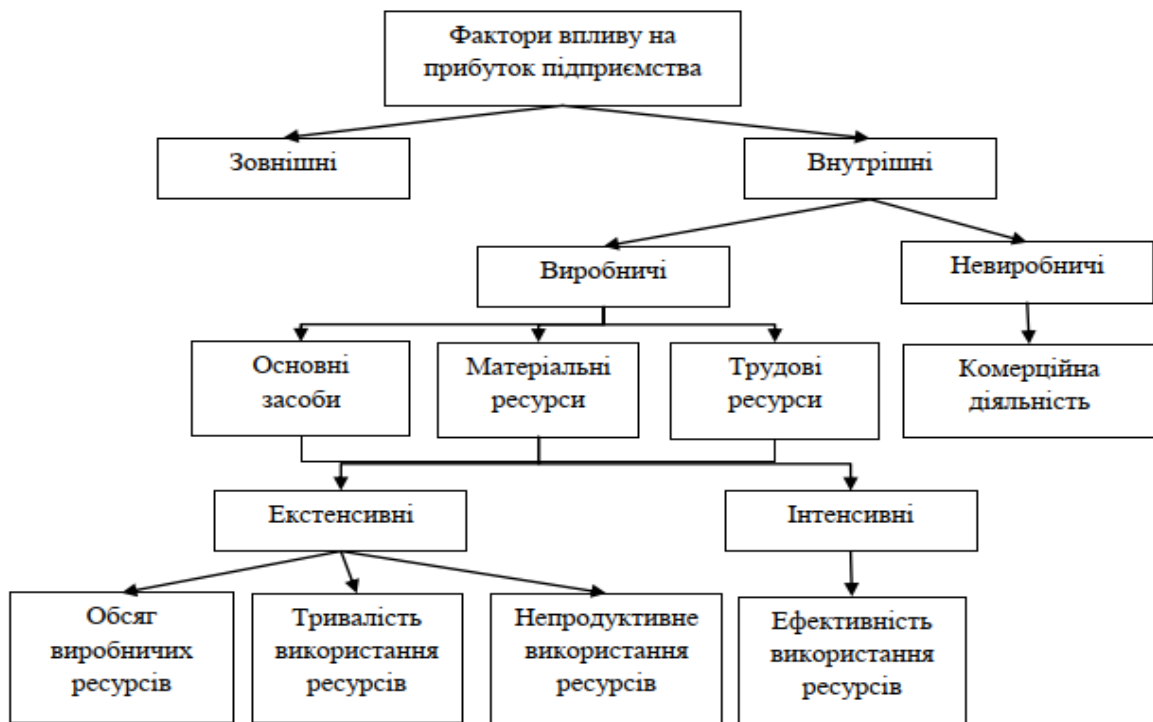 Фактори впливу на
прибуток підприємства
Зовнішні
Внутрішні
Виробничі
Невиробничі
Основні
засоби
Матеріальні
ресурси
Трудові
ресурси
Комерційна
діяльність
Екстенсивні
Інтенсивні
Обсяг
виробничих
ресурсів
Тривалість
використання
ресурсів
Непродуктивне
використання
ресурсів
Ефективність
використання
ресурсів